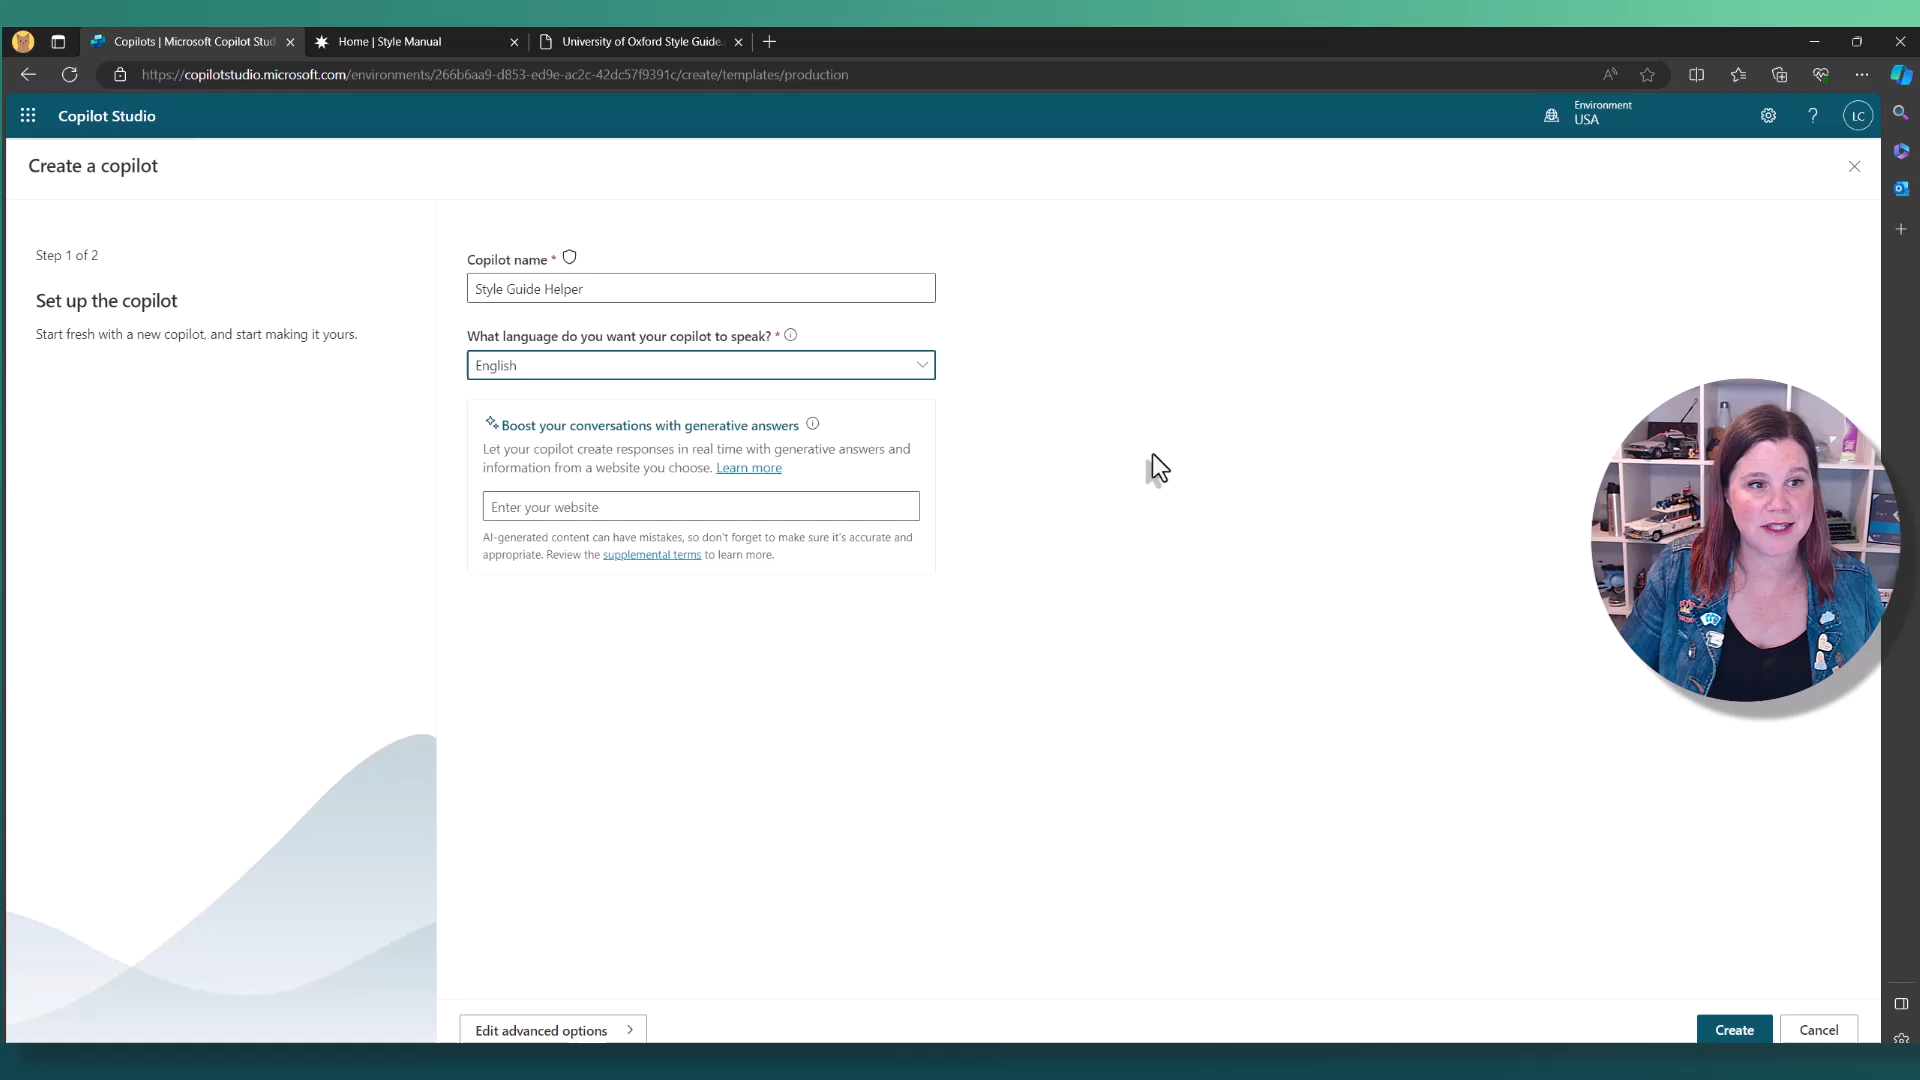 Copilots | Microsoft Copilot Stud
Home | Style Manual
University of Oxford Style Guide.
https://copilotstudio.microsoft.com/environments/266b6aa9-d853-ed9e-ac2c-42dc57f9391c/create/templates/production
Copilot Studio
Environment
USA
?
LC
Create a copilot
Step 1 of 2
Set up the copilot
Start fresh with a new copilot, and start making it yours.
Copilot name *
Style Guide Helper
What language do you want your copilot to speak? *
English
Boost your conversations with generative answers
Let your copilot create responses in real time with generative answers and
information from a website you choose. Learn more
Enter your website
AI-generated content can have mistakes, so don't forget to make sure it's accurate and
appropriate. Review the supplemental terms to learn more.
Edit advanced options
Create
Cancel